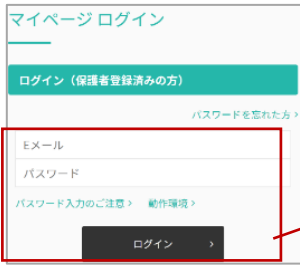 マイページ ログイン
ログイン（保護者登録済みの方）
パスワードを忘れた方 ›
Eメール
パスワード
パスワード入力のご注意 › 動作環境 ›
ログイン ›